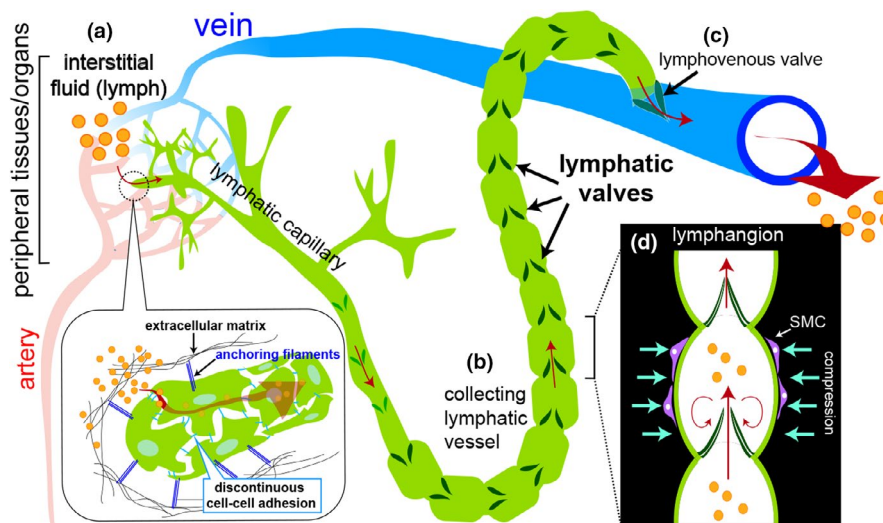 (a)
vein
interstitial
fluid (lymph)
peripheral tissues/organs
artery
lymphatic capillary
(c)
lymphovenous valve
lymphatic
valves
(b)
collecting
lymphatic
vessel
(d)
lymphangion
SMC
compression
extracellular matrix
anchoring filaments
discontinuous
cell-cell adhesion